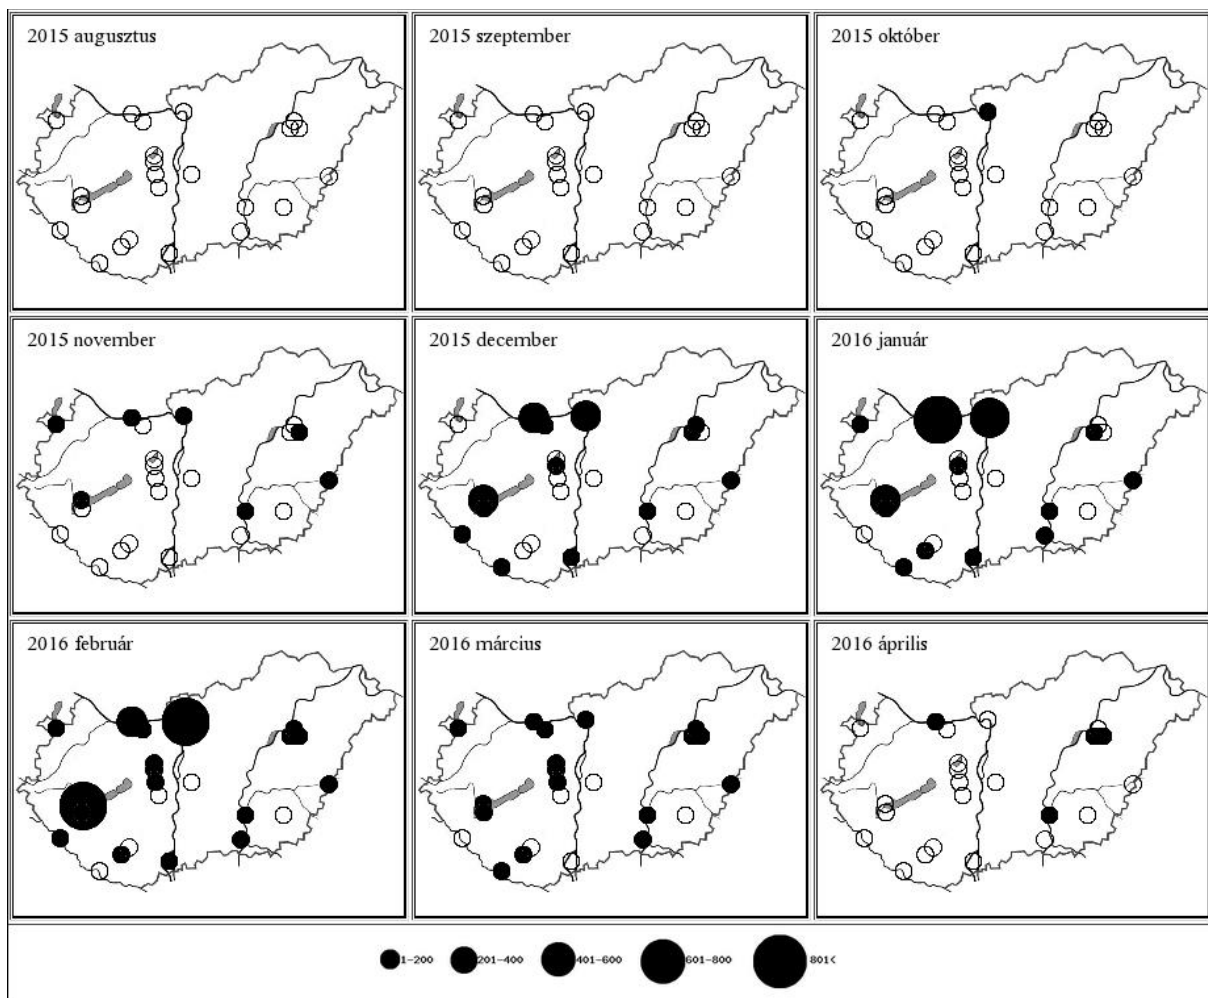 2015 augusztus
2015 szeptember
2015 október
2015 november
2015 december
2016 január
2016 február
2016 március
2016 április
1-200
201-400
401-600
601-800
801<